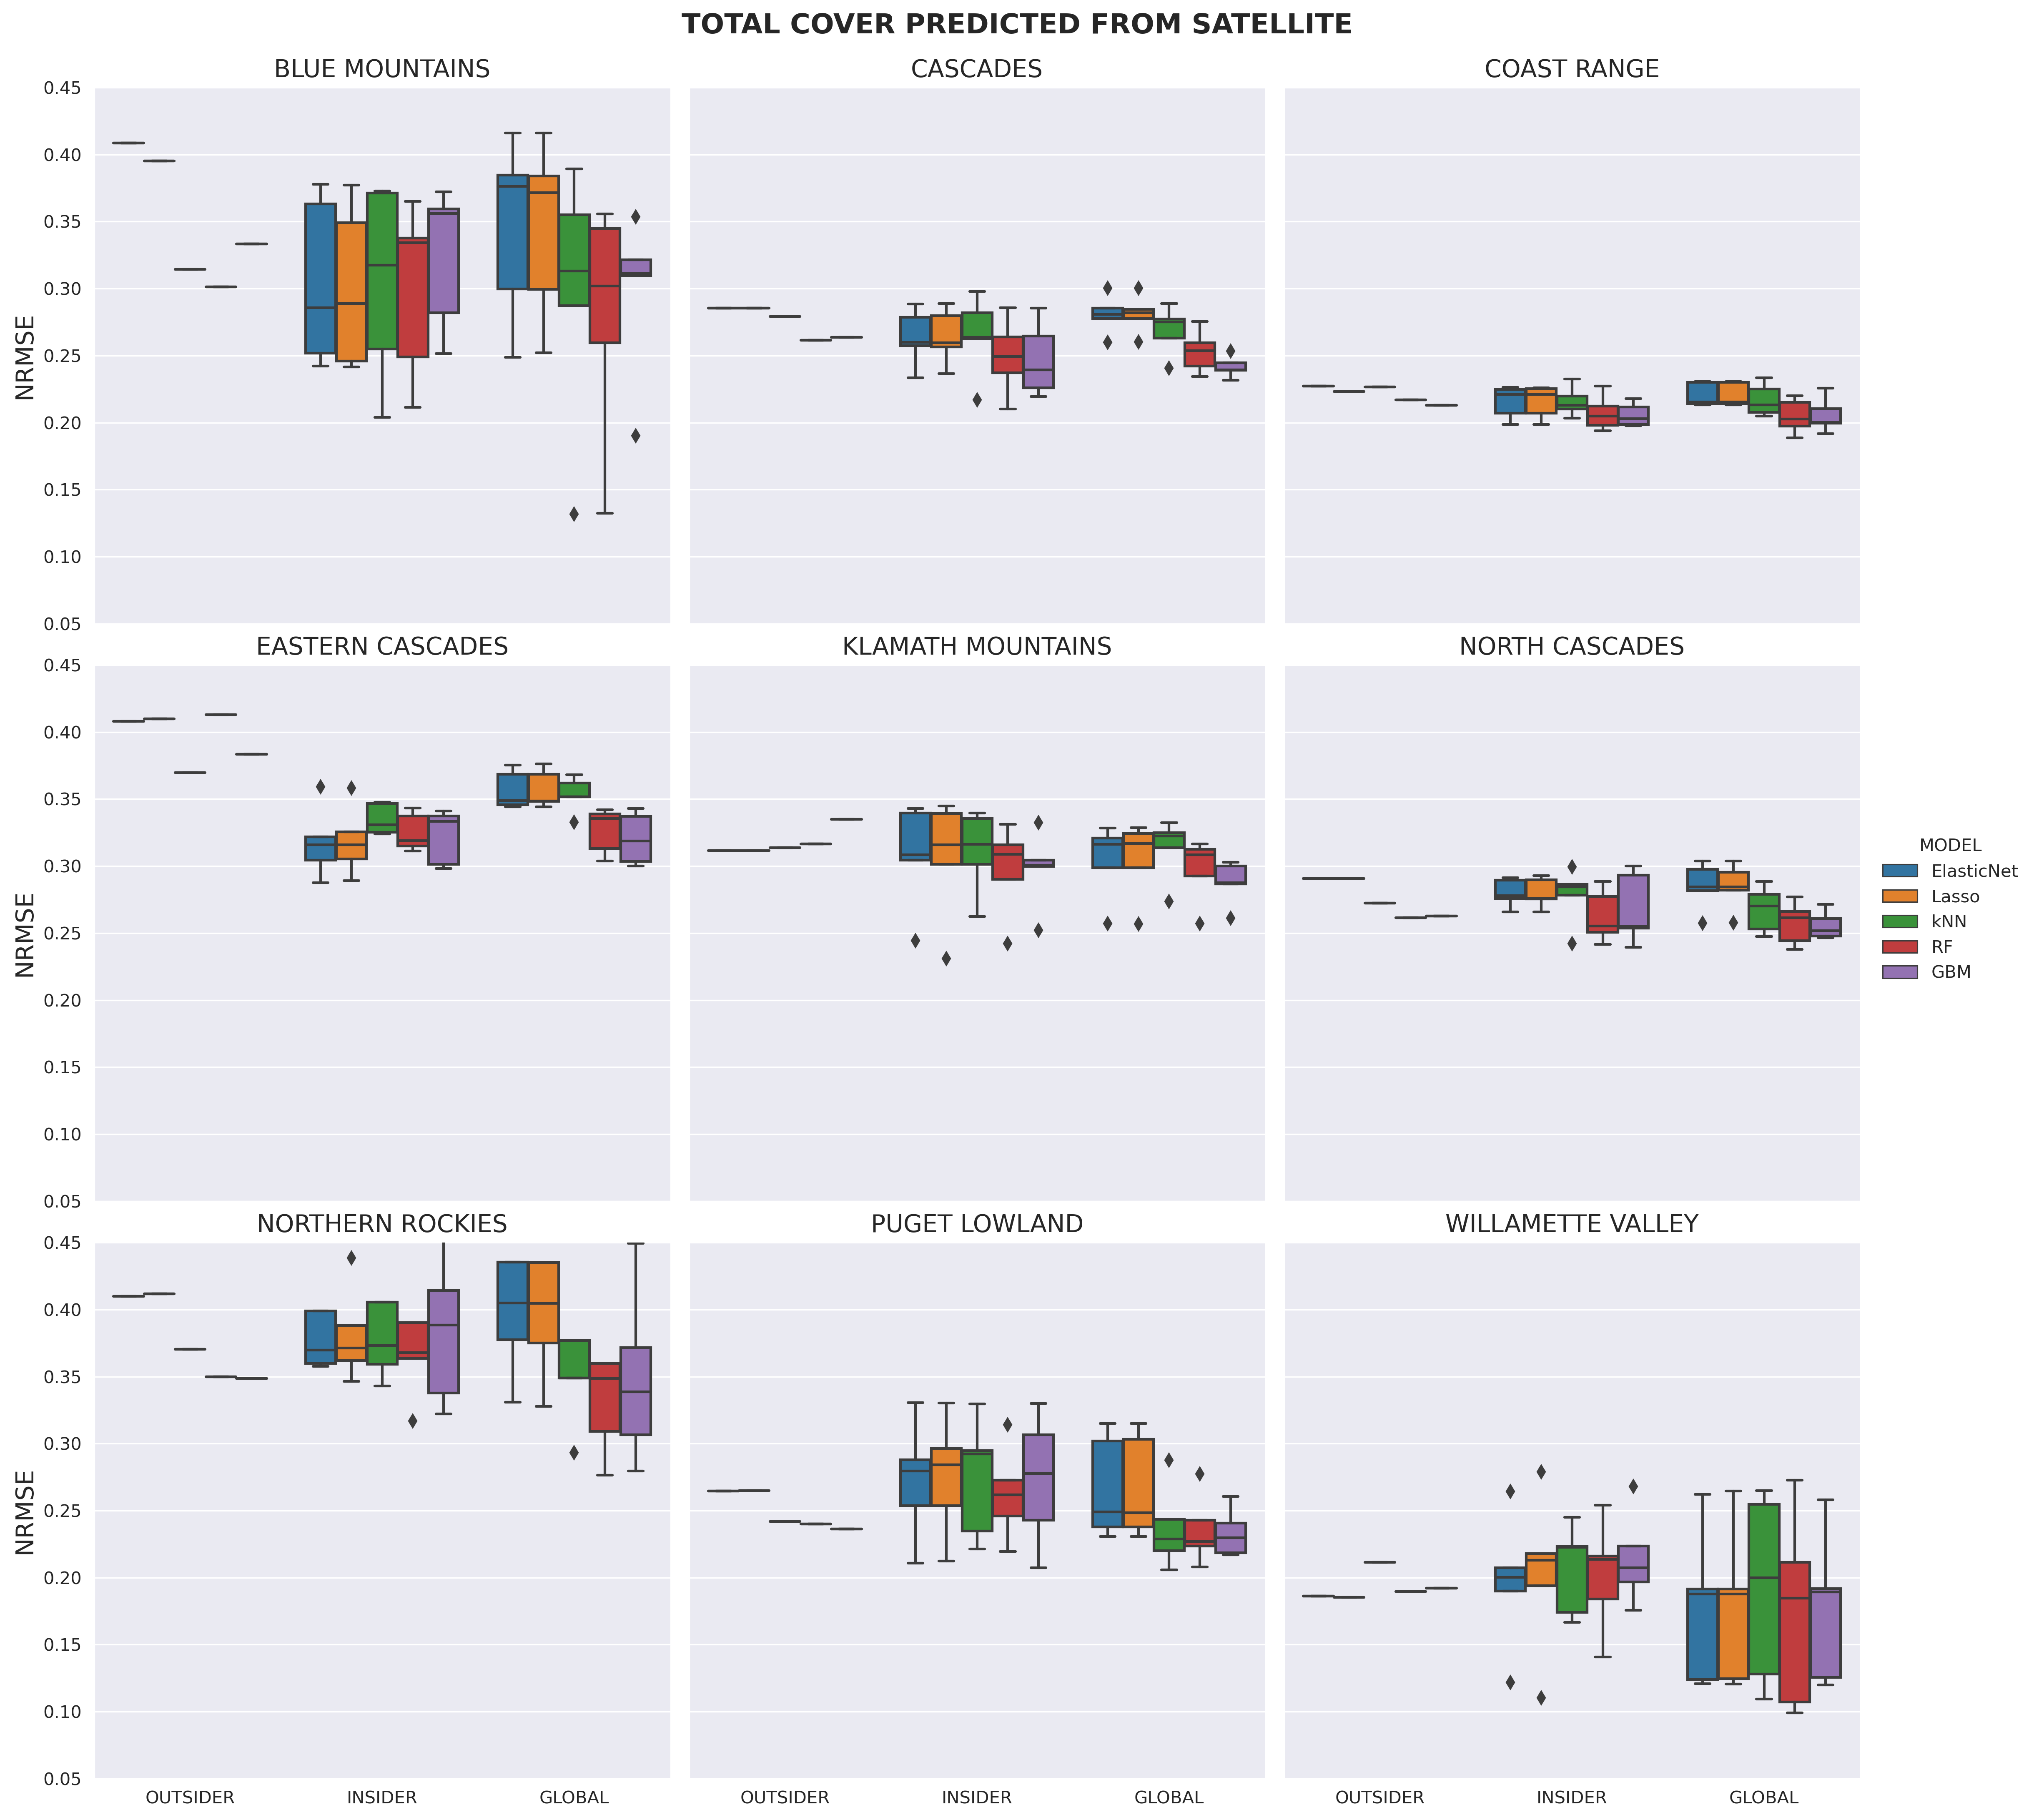 TOTAL COVER PREDICTED FROM SATELLITE
BLUE MOUNTAINS
CASCADES
COAST RANGE
0.45
0.40
0.35
0.30
0.25
0.20
0.15
0.10
0.05
NRMSE
EASTERN CASCADES
KLAMATH MOUNTAINS
NORTH CASCADES
0.45
0.40
0.35
0.30
0.25
0.20
0.15
0.10
0.05
NRMSE
MODEL
ElasticNet
Lasso
kNN
RF
GBM
NORTHERN ROCKIES
PUGET LOWLAND
WILLAMETTE VALLEY
0.45
0.40
0.35
0.30
0.25
0.20
0.15
0.10
0.05
NRMSE
OUTSIDER INSIDER GLOBAL
OUTSIDER INSIDER GLOBAL
OUTSIDER INSIDER GLOBAL